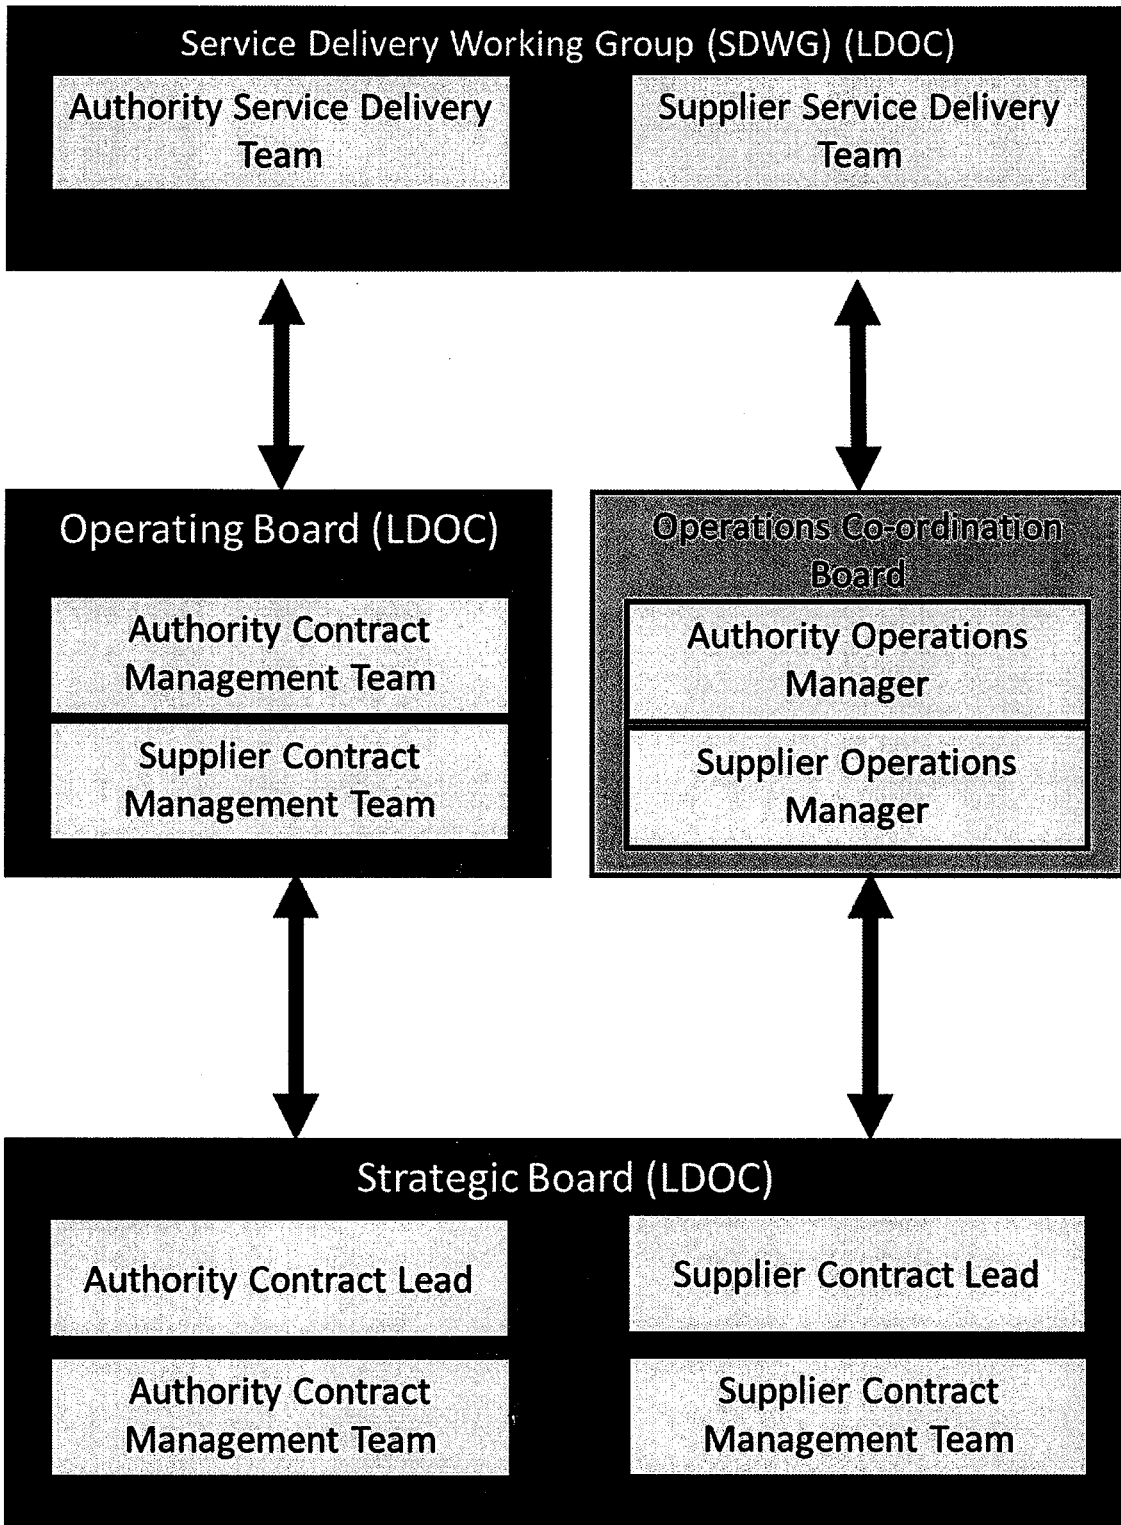 Service Delivery Working Group (SDWG) (LDOC)
Authority Service Delivery
Team
Supplier Service Delivery
Team
Operating Board (LDOC)
Authority Contract
Management Team
Supplier Contract
Management Team
Operations Co-ordination
Board
Authority Operations
Manager
Supplier Operations
Manager
Strategic Board (LDOC)
Authority Contract Lead
Supplier Contract Lead
Authority Contract
Management Team
Supplier Contract
Management Team